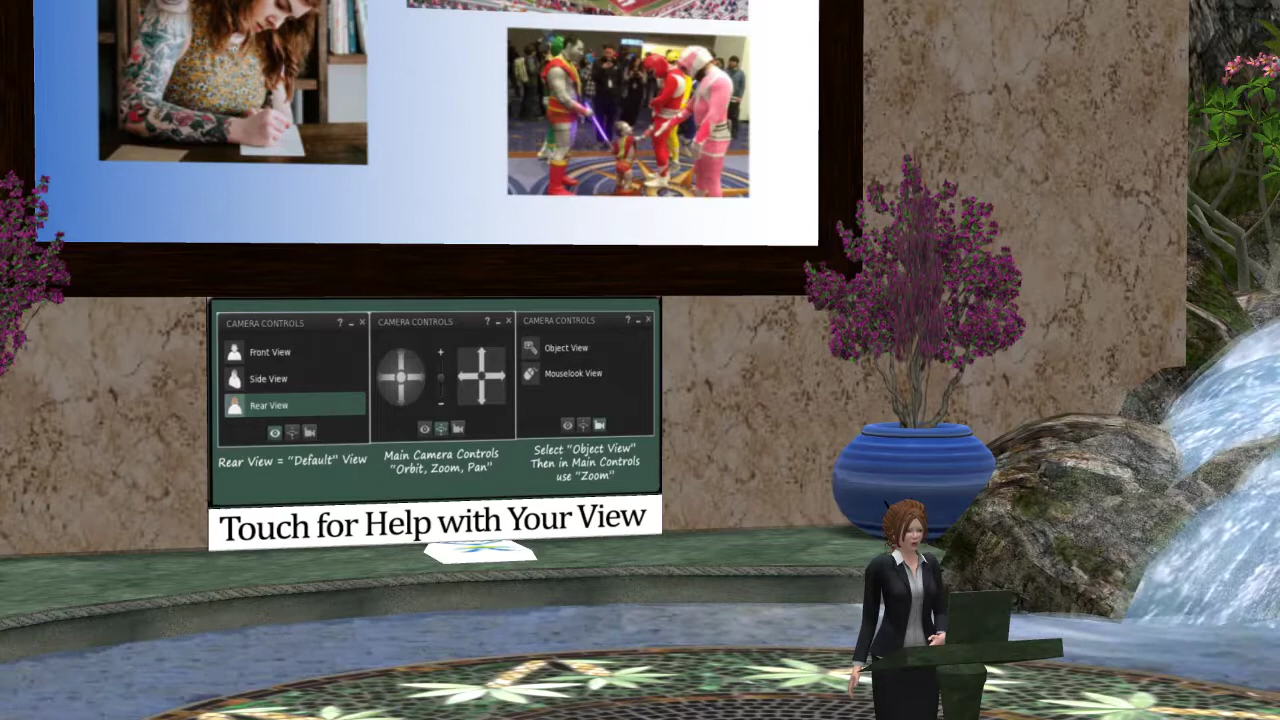 CAMERA CONTROLS ? _ ×
Front View
Side View
Rear View
Rear View = "Default" View
CAMERA CONTROLS ? _ ×
+
-
Main Camera Controls
"Orbit, Zoom, Pan"
CAMERA CONTROLS ? _ ×
Object View
Mouselook View
Select "Object View"
Then in Main Controls
use "Zoom"
Touch for Help with Your View